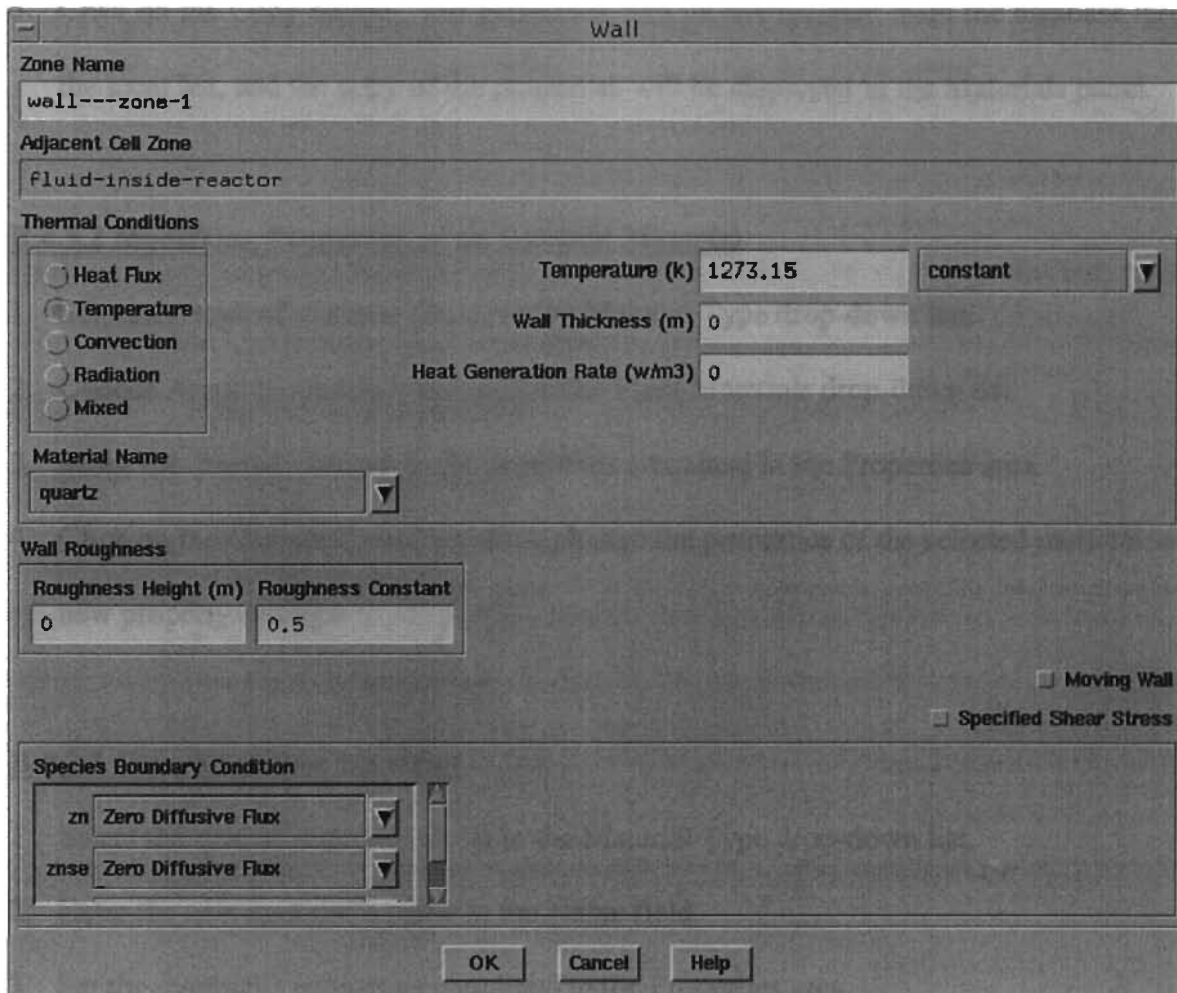 Wall
Zone Name
wall---zone-1
Adjacent Cell Zone
fluid-inside-reactor
Thermal Conditions
Heat Flux
Temperature
Convection
Radiation
Mixed
Temperature (k) 1273.15 constant
Wall Thickness (m) 0
Heat Generation Rate (w/m3) 0
Material Name
quartz
Wall Roughness
Roughness Height (m) Roughness Constant
0 0.5
Moving Wall
Specified Shear Stress
Species Boundary Condition
zn Zero Diffusive Flux
znse Zero Diffusive Flux
OK Cancel Help